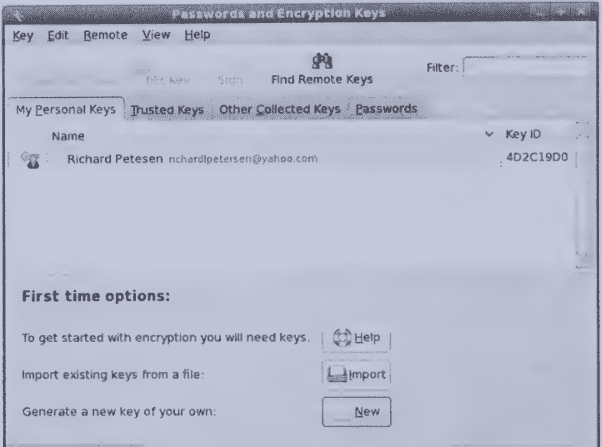 Passwords and Encryption Keys
Key Edit Remote View Help
Sign Find Remote Keys Filter:
My Personal Keys Trusted Keys Other Collected Keys Passwords
Name Key ID
Richard Petesen richardlpetersen@yahoo.com 4D2C19D0
First time options:
To get started with encryption you will need keys. Help
Import existing keys from a file: Import
Generate a new key of your own: New